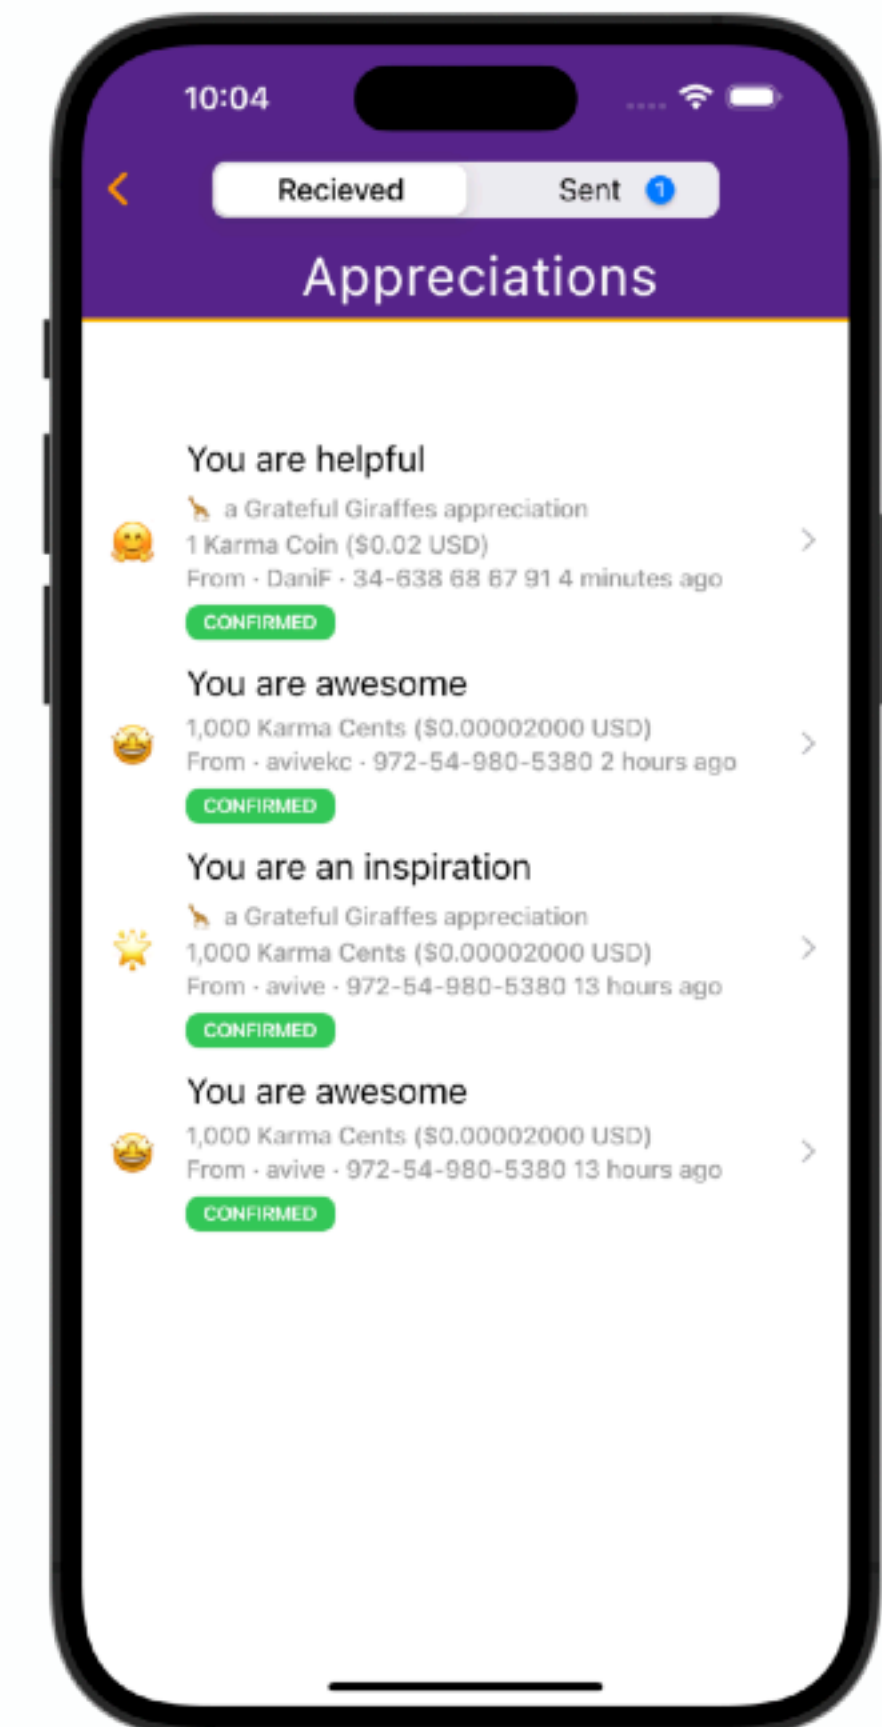 10:04
Recieved
Sent 1
Appreciations
You are helpful
a Grateful Giraffes appreciation
1 Karma Coin ($0.02 USD)
From · DaniF · 34-638 68 67 91 4 minutes ago
CONFIRMED
You are awesome
1,000 Karma Cents ($0.00002000 USD)
From · avivekc · 972-54-980-5380 2 hours ago
CONFIRMED
You are an inspiration
a Grateful Giraffes appreciation
1,000 Karma Cents ($0.00002000 USD)
From · avive · 972-54-980-5380 13 hours ago
CONFIRMED
You are awesome
1,000 Karma Cents ($0.00002000 USD)
From · avive · 972-54-980-5380 13 hours ago
CONFIRMED